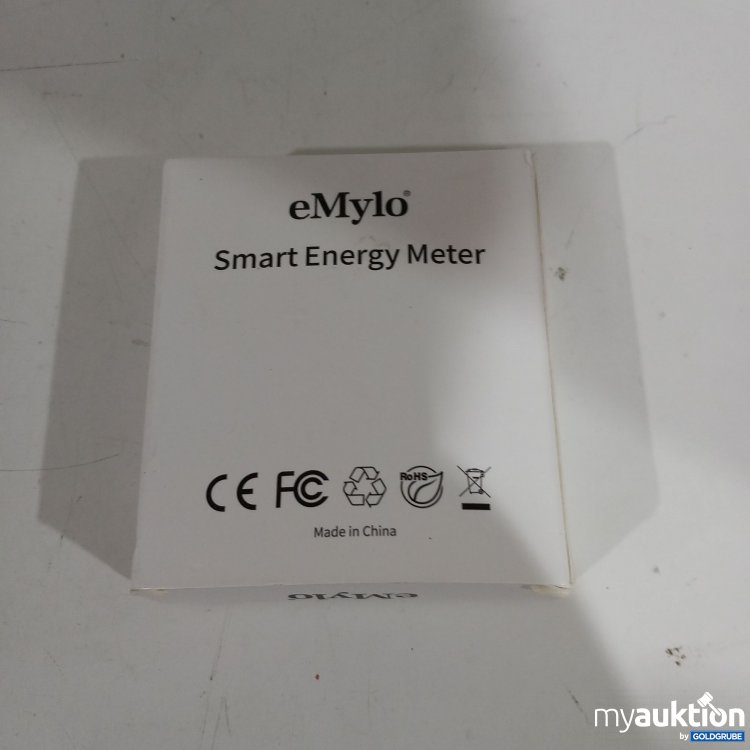 eMylo®
Smart Energy Meter
CE FC RoHS
Made in China
eMylo
myauktion
by GOLDGRUBE